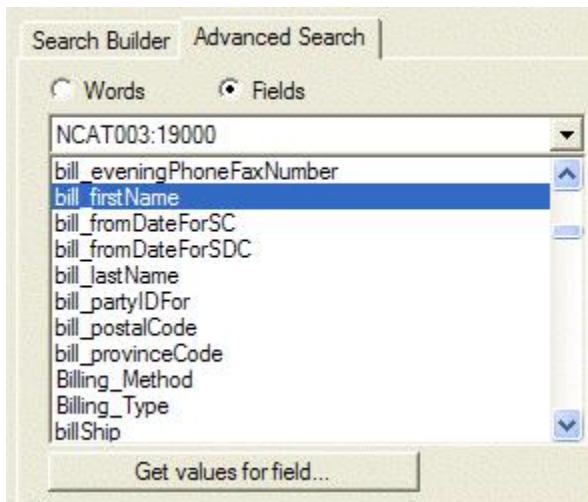 Search Builder Advanced Search
Words Fields
NCAT003:19000
bill_eveningPhoneFaxNumber
bill_firstName
bill_fromDateForSC
bill_fromDateForSDC
bill_lastName
bill_partyIDFor
bill_postalCode
bill_provinceCode
Billing_Method
Billing_Type
billShip
Get values for field...